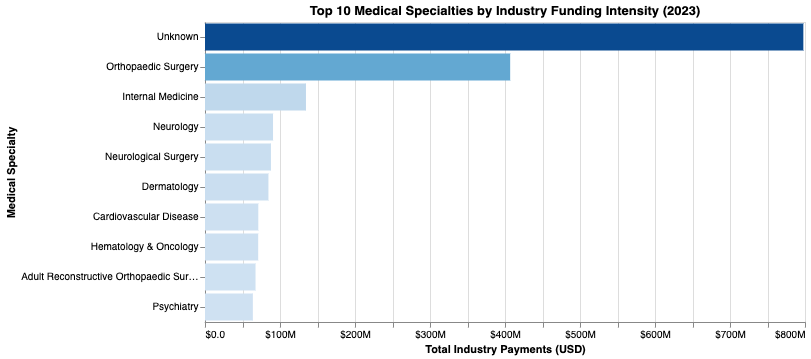 Top 10 Medical Specialties by Industry Funding Intensity (2023)
Medical Specialty
Unknown
Orthopaedic Surgery
Internal Medicine
Neurology
Neurological Surgery
Dermatology
Cardiovascular Disease
Hematology & Oncology
Adult Reconstructive Orthopaedic Sur…
Psychiatry
$0.0 $100M $200M $300M $400M $500M $600M $700M $800M
Total Industry Payments (USD)